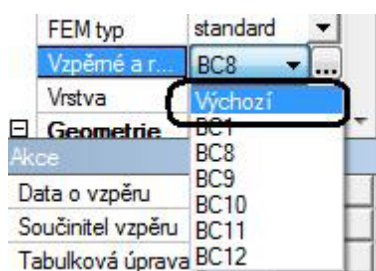 FEM typ standard
Vzpěrné a r... BC8 ...
Vrstva Výchozí
Geometrie BC1
Akce BC8
Data o vzpěru BC9
BC10
Součinitel vzpěru BC11
Tabulková úprava BC12